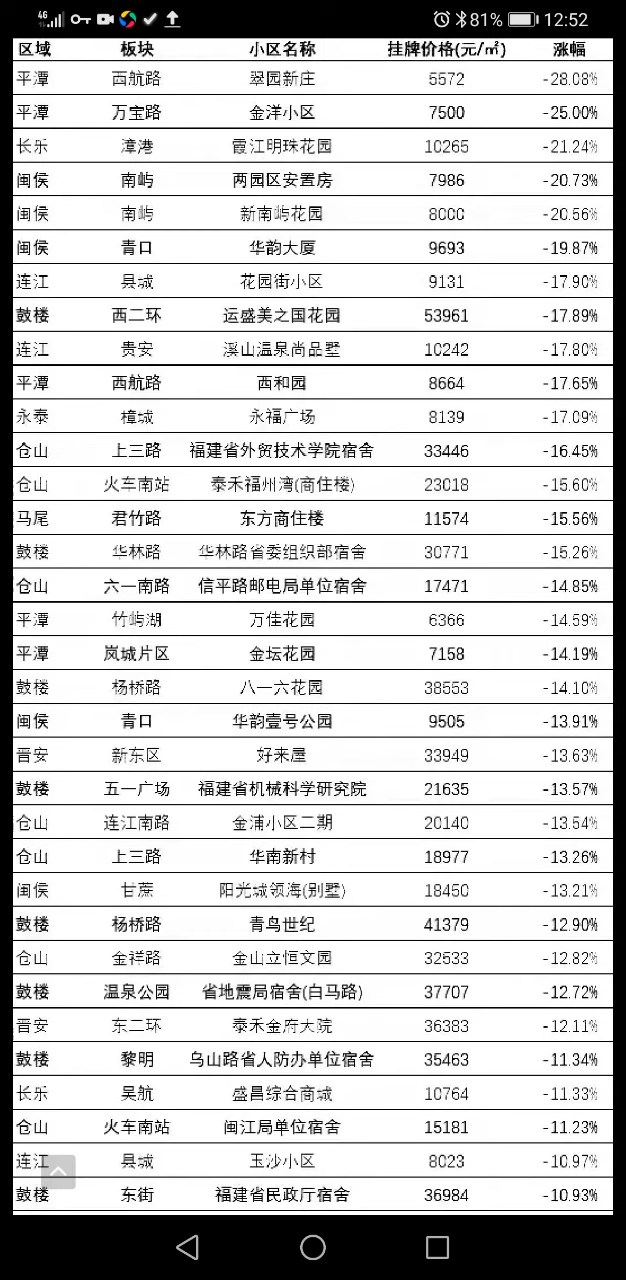 4G 81% 12:52
区域 板块 小区名称 挂牌价格(元/㎡) 涨幅
平潭 西航路 翠园新庄 5572 -28.08%
平潭 万宝路 金洋小区 7500 -25.00%
长乐 漳港 霞江明珠花园 10265 -21.24%
闽侯 南屿 两园区安置房 7986 -20.73%
闽侯 南屿 新南屿花园 8000 -20.56%
闽侯 青口 华韵大厦 9693 -19.87%
连江 县城 花园街小区 9131 -17.90%
鼓楼 西二环 运盛美之国花园 53961 -17.89%
连江 贵安 溪山温泉尚品墅 10242 -17.80%
平潭 西航路 西和园 8664 -17.65%
永泰 樟城 永福广场 8139 -17.09%
仓山 上三路 福建省外贸技术学院宿舍 33446 -16.45%
仓山 火车南站 泰禾福州湾(商住楼) 23018 -15.60%
马尾 君竹路 东方商住楼 11574 -15.56%
鼓楼 华林路 华林路省委组织部宿舍 30771 -15.26%
仓山 六一南路 信平路邮电局单位宿舍 17471 -14.85%
平潭 竹屿湖 万佳花园 6366 -14.59%
平潭 岚城片区 金坛花园 7158 -14.19%
鼓楼 杨桥路 八一六花园 38553 -14.10%
闽侯 青口 华韵壹号公园 9505 -13.91%
晋安 新东区 好来屋 33949 -13.63%
鼓楼 五一广场 福建省机械科学研究院 21635 -13.57%
仓山 连江南路 金浦小区二期 20140 -13.54%
仓山 上三路 华南新村 18977 -13.26%
闽侯 甘蔗 阳光城领海(别墅) 18450 -13.21%
鼓楼 杨桥路 青鸟世纪 41379 -12.90%
仓山 金祥路 金山立恒文园 32533 -12.82%
鼓楼 温泉公园 省地震局宿舍(白马路) 37707 -12.72%
晋安 东二环 泰禾金府大院 36383 -12.11%
鼓楼 黎明 乌山路省人防办单位宿舍 35463 -11.34%
长乐 吴航 盛昌综合商城 10764 -11.33%
仓山 火车南站 闽江局单位宿舍 15181 -11.23%
连江 县城 玉沙小区 8023 -10.97%
鼓楼 东街 福建省民政厅宿舍 36984 -10.93%